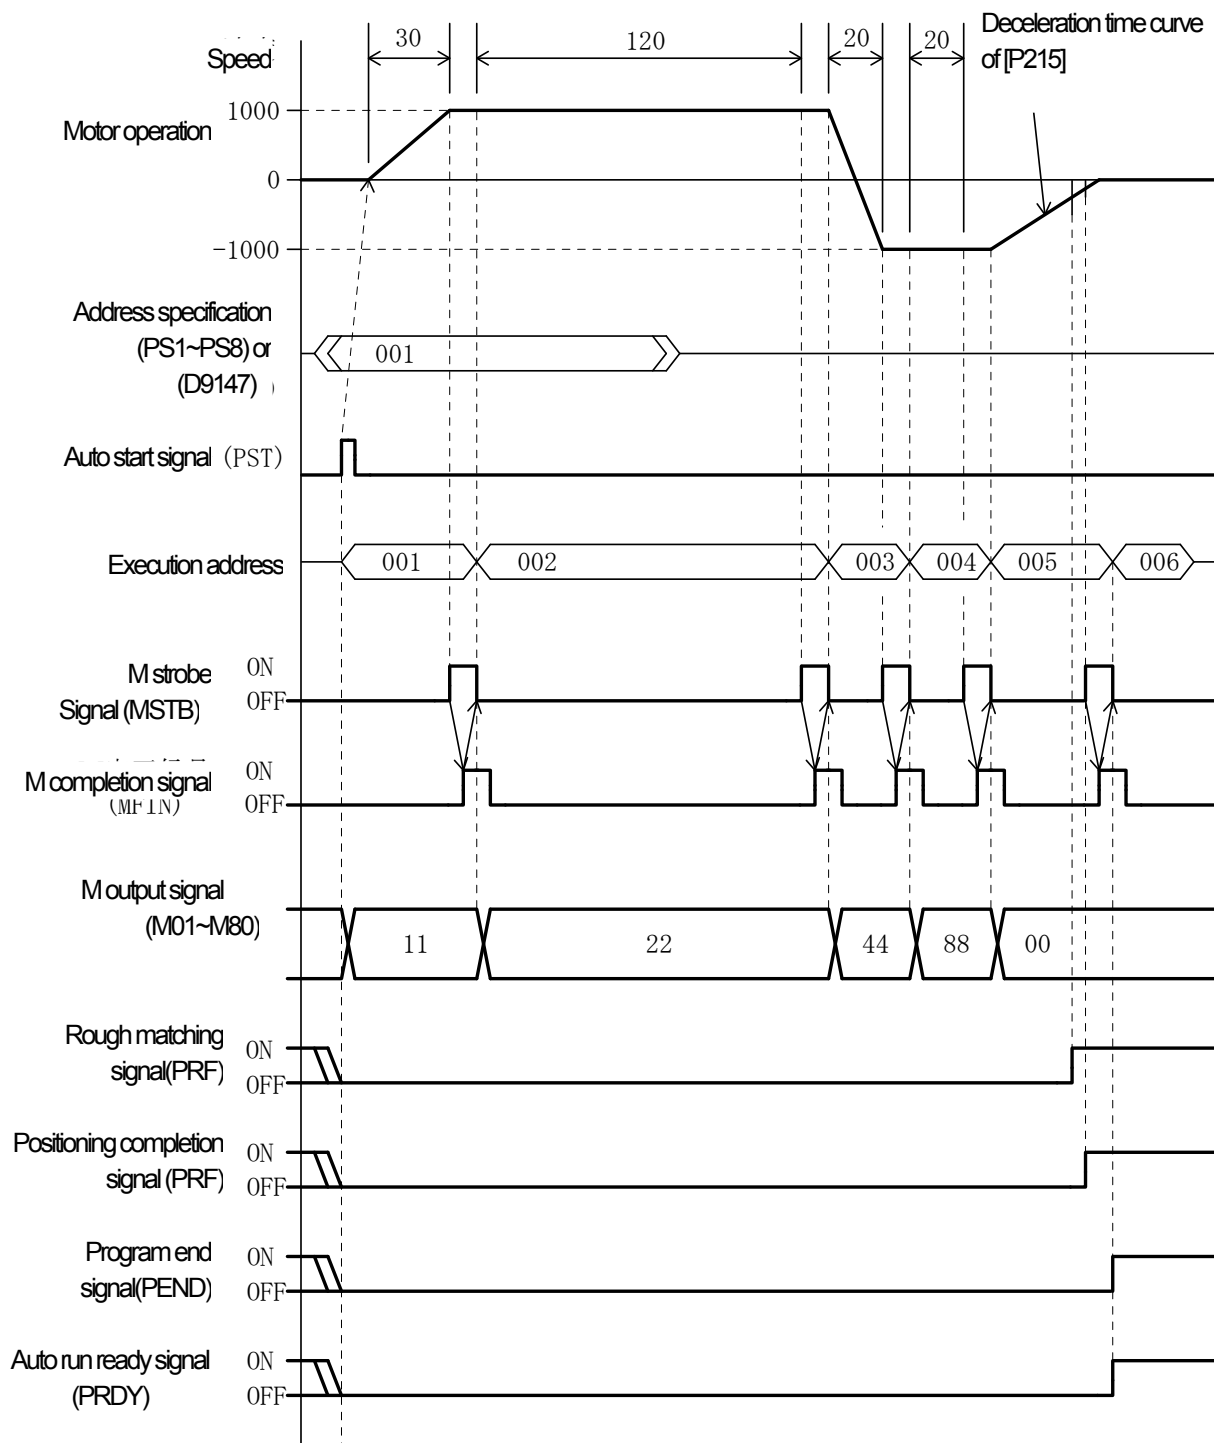 30
120
20
20
Deceleration time curve
of [P215]
Speed
1000
Motor operation
0
-1000
Address specification
(PS1~PS8) or
(D9147)
001
Auto start signal (PST)
Execution address
001
002
003
004
005
006
M strobe
Signal (MSTB)
ON
OFF
M completion signal
(MFIN)
ON
OFF
M output signal
(M01~M80)
11
22
44
88
00
Rough matching
signal(PRF)
ON
OFF
Positioning completion
signal (PRF)
ON
OFF
Program end
signal(PEND)
ON
OFF
Auto run ready signal
(PRDY)
ON
OFF